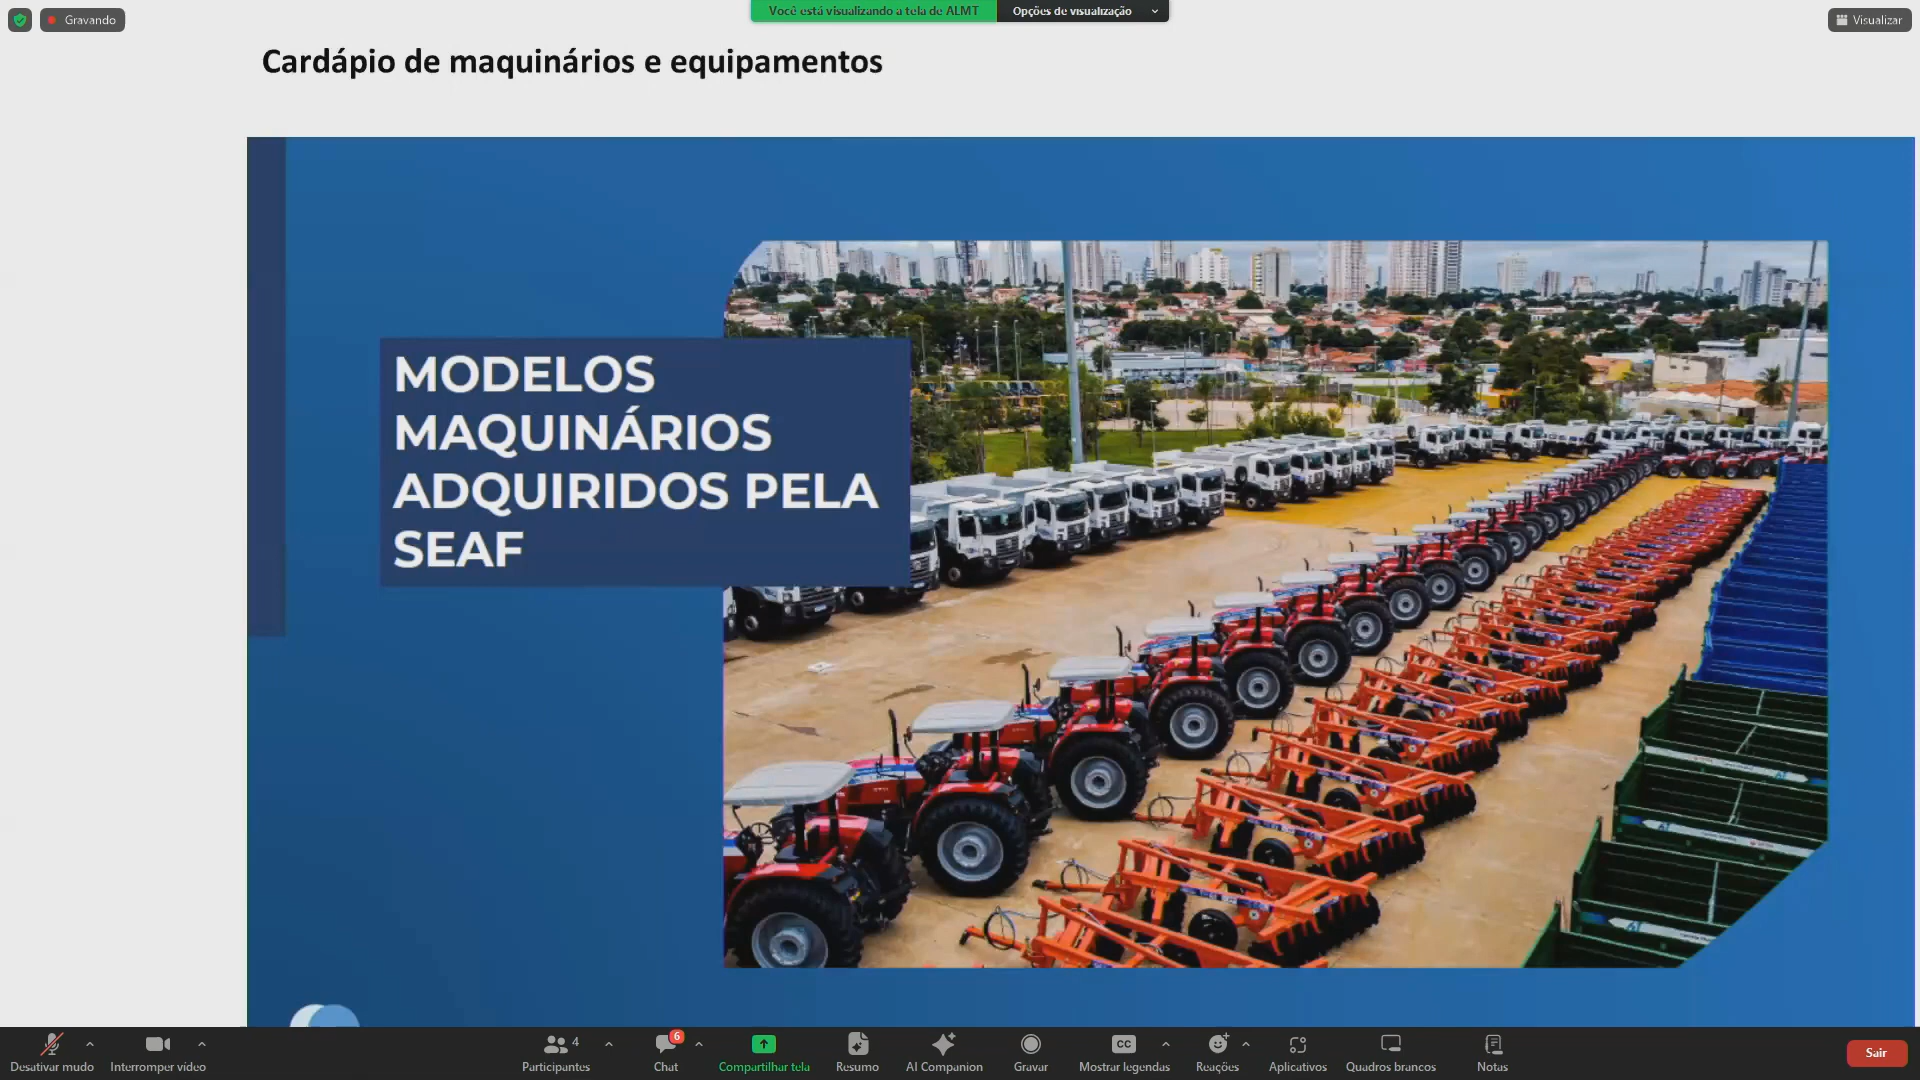 Gravando
Você está visualizando a tela de ALMT
Opções de visualização
Visualizar
Cardápio de maquinários e equipamentos
MODELOS
MAQUINÁRIOS
ADQUIRIDOS PELA
SEAF
Desativar mudo
Interromper vídeo
4
Participantes
6
Chat
Compartilhar tela
Resumo
AI Companion
Gravar
CC
Mostrar legendas
Reações
Aplicativos
Quadros brancos
Notas
Sair